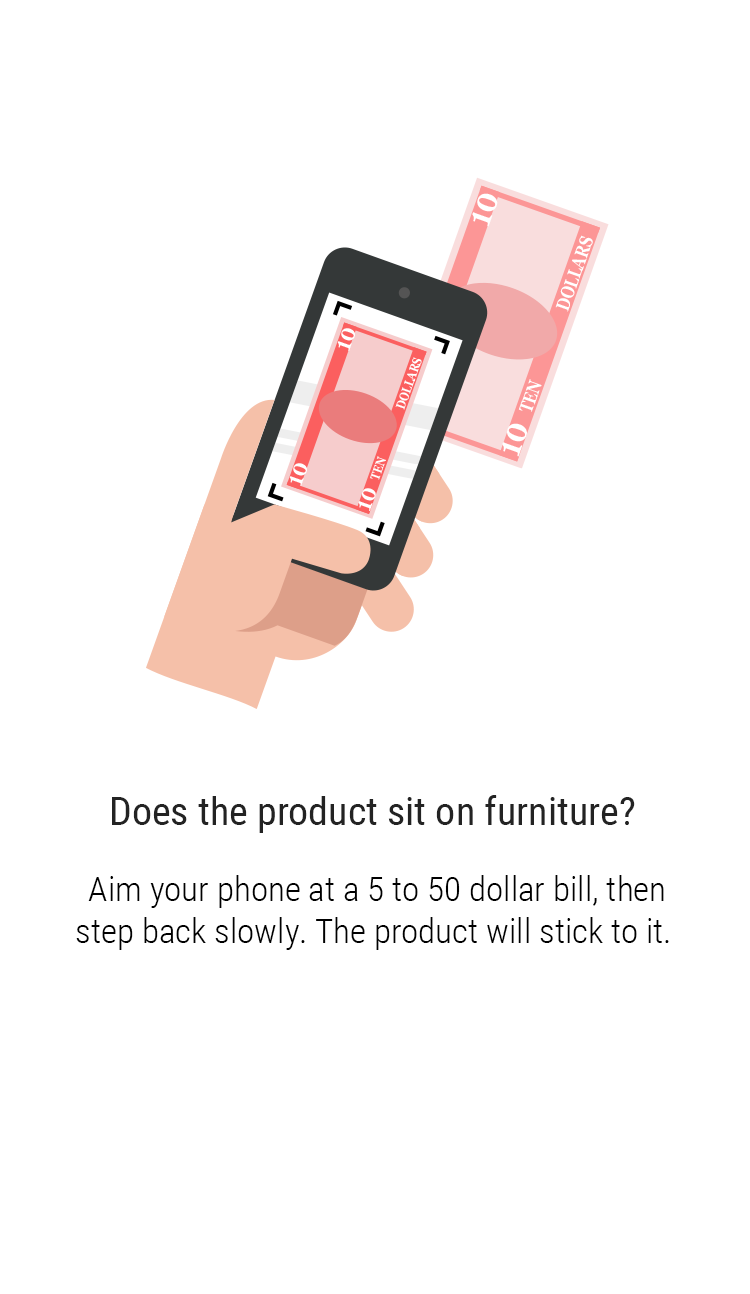 10
DOLLARS
TEN
10
10
DOLLARS
10
TEN
10
Does the product sit on furniture?
Aim your phone at a 5 to 50 dollar bill, then
step back slowly. The product will stick to it.